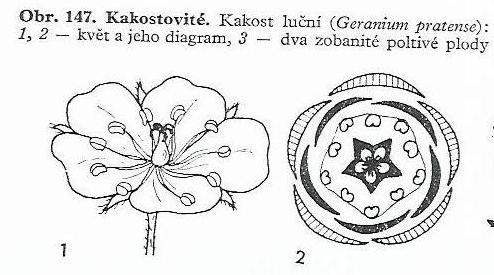 Obr. 147. Kakostovité. Kakost luční (Geranium pratense):
1, 2 — květ a jeho diagram, 3 — dva zobanité poltivé plody
1
2